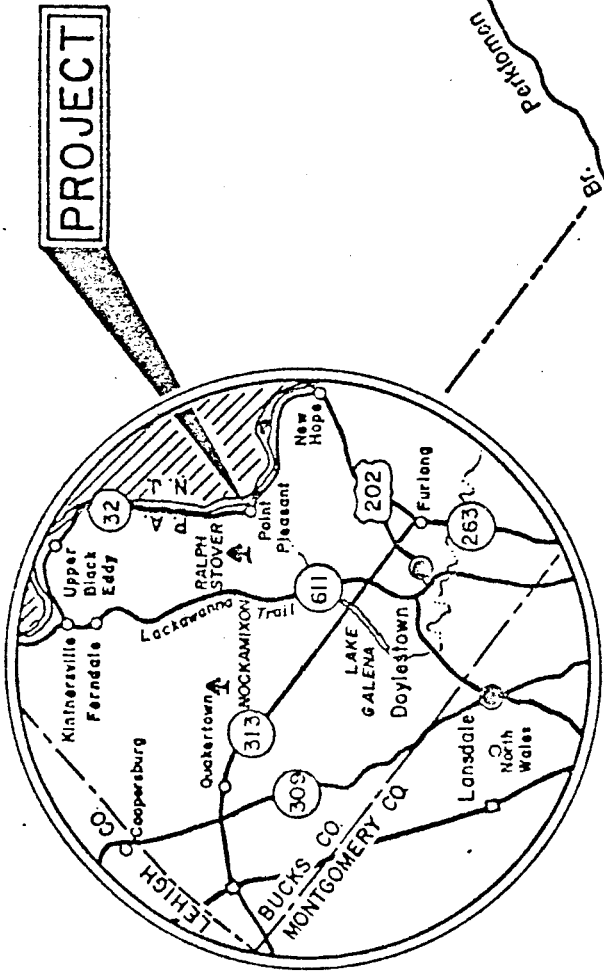 PROJECT
Perkiomen
Br.
Upper
Black
Eddy
32
P.A.
N.J.
Kintnersville
Ferndale
RALPH
STOVER
Point
Pleasant
New
Hope
Lackawanna
Trail
611
202
Furlong
263
NOCKAMIXON
Quakertown
313
LAKE
GALENA
Doylestown
Coopersburg
309
LEHIGH
CO.
BUCKS CO.
MONTGOMERY CO.
Lansdale
North
Wales